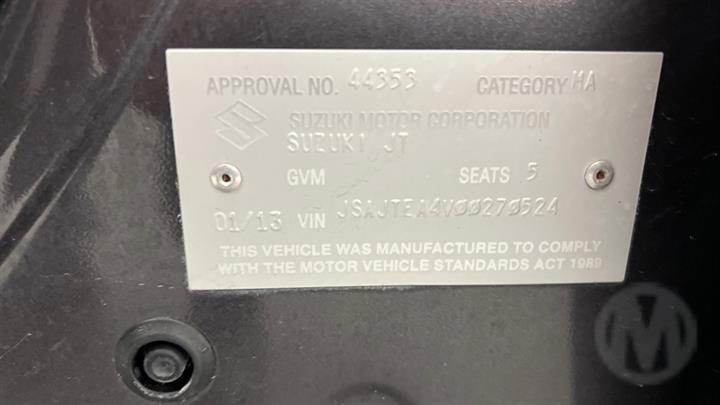 APPROVAL NO. 44353 CATEGORY MA
SUZUKI MOTOR CORPORATION
SUZUKI JT
GVM SEATS 5
01/13 VIN JSAJTEA4V00270524
THIS VEHICLE WAS MANUFACTURED TO COMPLY
WITH THE MOTOR VEHICLE STANDARDS ACT 1989
M